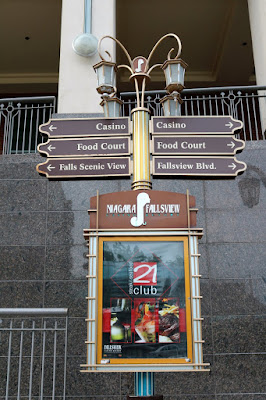 Casino
Casino
Food Court
Food Court
Falls Scenic View
Fallsview Blvd.
NIAGARA FALLSVIEW
21
club